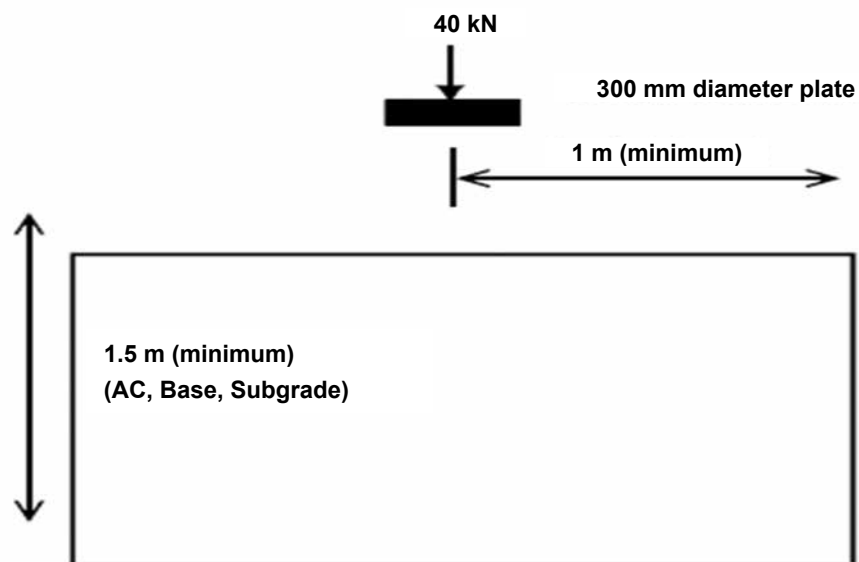 40 kN
300 mm diameter plate
1 m (minimum)
1.5 m (minimum)
(AC, Base, Subgrade)